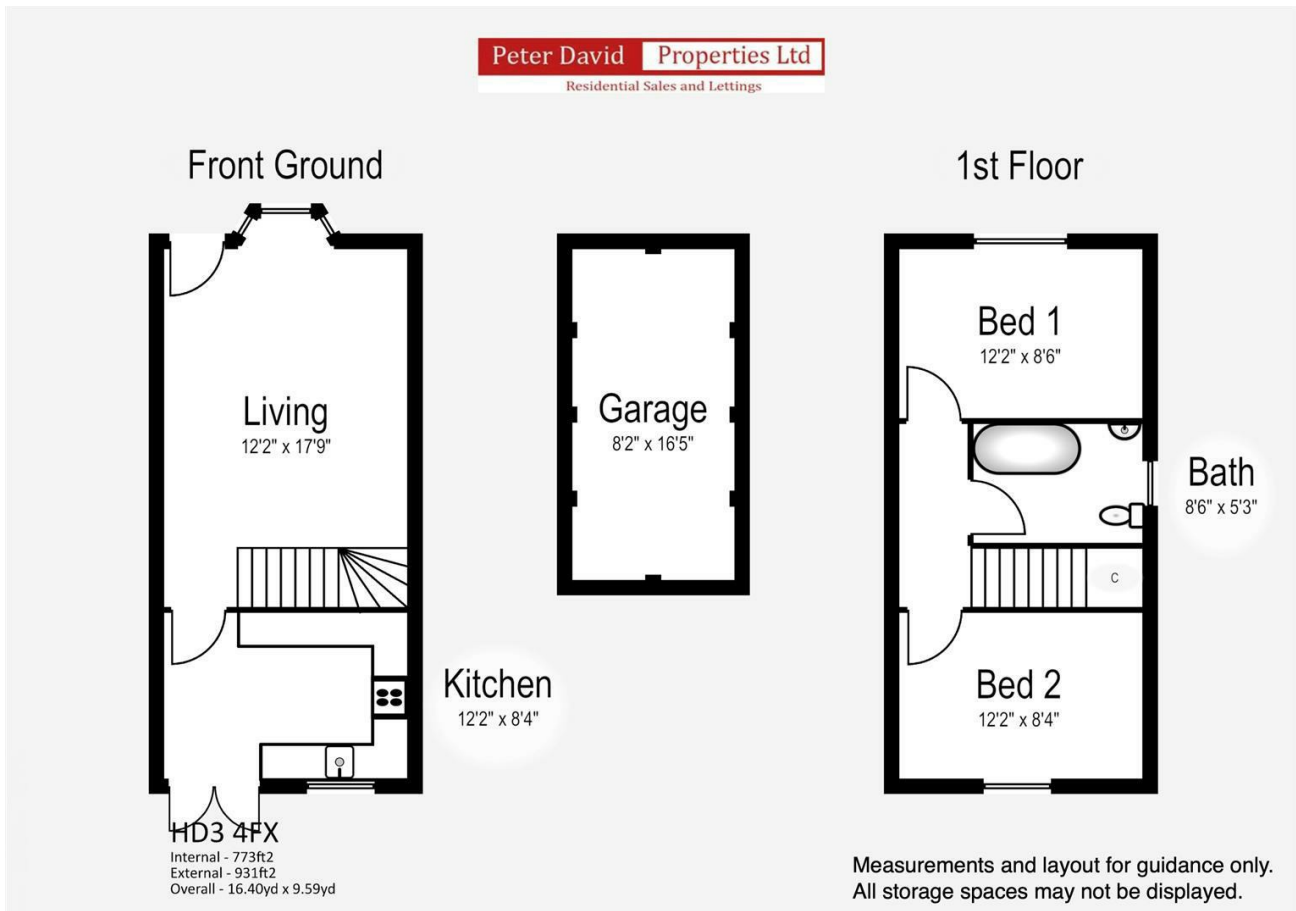 Peter David Properties Ltd
Residential Sales and Lettings
Front Ground
1st Floor
Living
12'2" x 17'9"
Garage
8'2" x 16'5"
Bed 1
12'2" x 8'6"
Bath
8'6" x 5'3"
C
Kitchen
12'2" x 8'4"
Bed 2
12'2" x 8'4"
HD3 4FX
Internal - 773ft2
External - 931ft2
Overall - 16.40yd x 9.59yd
Measurements and layout for guidance only.
All storage spaces may not be displayed.